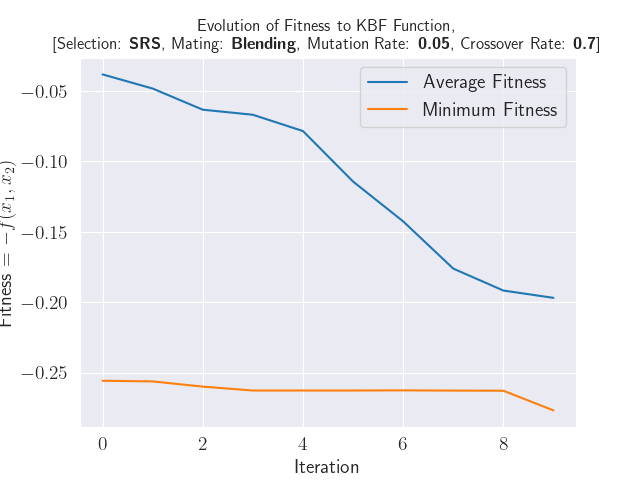 Evolution of Fitness to KBF Function,
[Selection: SRS, Mating: Blending, Mutation Rate: 0.05, Crossover Rate: 0.7]
Average Fitness
Minimum Fitness
Fitness = −f(x₁, x₂)
−0.05
−0.10
−0.15
−0.20
−0.25
0 2 4 6 8
Iteration